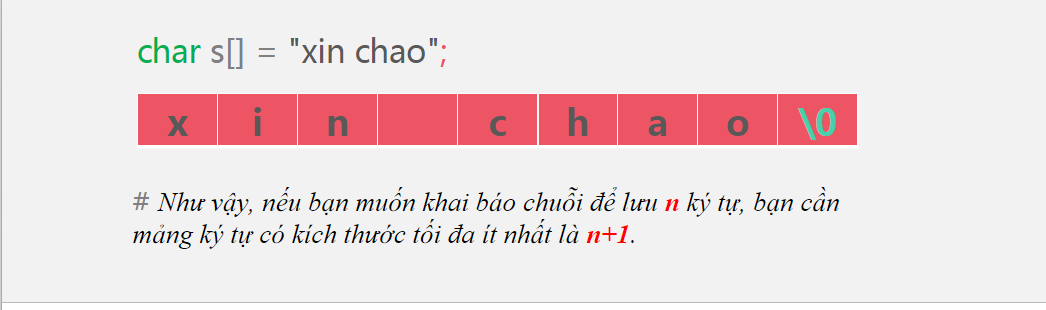 char s[] = "xin chao";
x i n c h a o \0
# Như vậy, nếu bạn muốn khai báo chuỗi để lưu n ký tự, bạn cần
mảng ký tự có kích thước tối đa ít nhất là n+1.